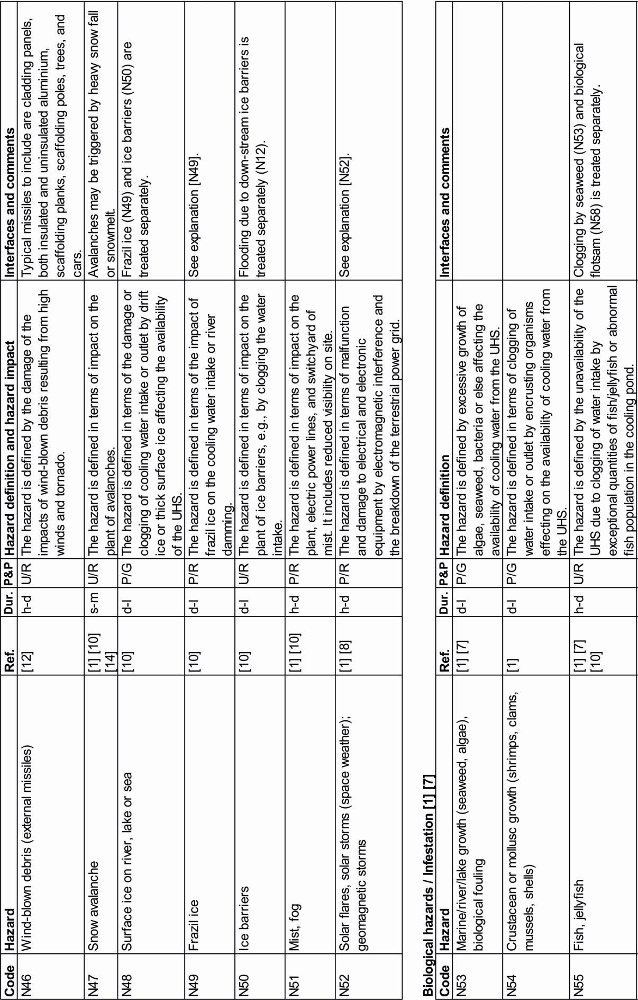 Code Hazard Ref. Dur. P&P Hazard definition and hazard impact Interfaces and comments
N46 Wind-blown debris (external missiles) [12] h-d U/R The hazard is defined by the damage of the Typical missiles to include are cladding panels,
impacts of wind-blown debris resulting from high both insulated and uninsulated aluminium,
winds and tornado. scaffolding planks, scaffolding poles, trees, and
cars.
N47 Snow avalanche [1] [10] s-m U/R The hazard is defined in terms of impact on the Avalanches may be triggered by heavy snow fall
[14] plant of avalanches. or snowmelt.
N48 Surface ice on river, lake or sea [10] d-l P/G The hazard is defined in terms of the damage or Frazil ice (N49) and ice barriers (N50) are
clogging of cooling water intake or outlet by drift treated separately.
ice or thick surface ice affecting the availability
of the UHS.
N49 Frazil ice [10] d-l P/R The hazard is defined in terms of the impact of See explanation [N49].
frazil ice on the cooling water intake or river
damming.
N50 Ice barriers [10] d-l U/R The hazard is defined in terms of impact on the Flooding due to down-stream ice barriers is
plant of ice barriers, e.g., by clogging the water treated separately (N12).
intake.
N51 Mist, fog [1] [10] h-d P/R The hazard is defined in terms of impact on the
plant, electric power lines, and switchyard of
mist. It includes reduced visibility on site.
N52 Solar flares, solar storms (space weather); [1] [8] h-d P/R The hazard is defined in terms of malfunction See explanation [N52].
geomagnetic storms and damage to electrical and electronic
equipment by electromagnetic interference and
the breakdown of the terrestrial power grid.
Biological hazards / Infestation [1] [7]
Code Hazard Ref. Dur. P&P Hazard definition Interfaces and comments
N53 Marine/river/lake growth (seaweed, algae), [1] [7] d-l P/G The hazard is defined by excessive growth of
biological fouling algae, seaweed, bacteria or else affecting the
availability of cooling water from the UHS.
N54 Crustacean or mollusc growth (shrimps, clams, [1] d-l P/G The hazard is defined in terms of clogging of
mussels, shells) water intake or outlet by encrusting organisms
effecting on the availability of cooling water from
the UHS.
N55 Fish, jellyfish [1] [7] h-d U/R The hazard is defined by the unavailability of the Clogging by seaweed (N53) and biological
[10] UHS due to clogging of water intake by flotsam (N58) is treated separately.
exceptional quantities of fish/jellyfish or abnormal
fish population in the cooling pond.